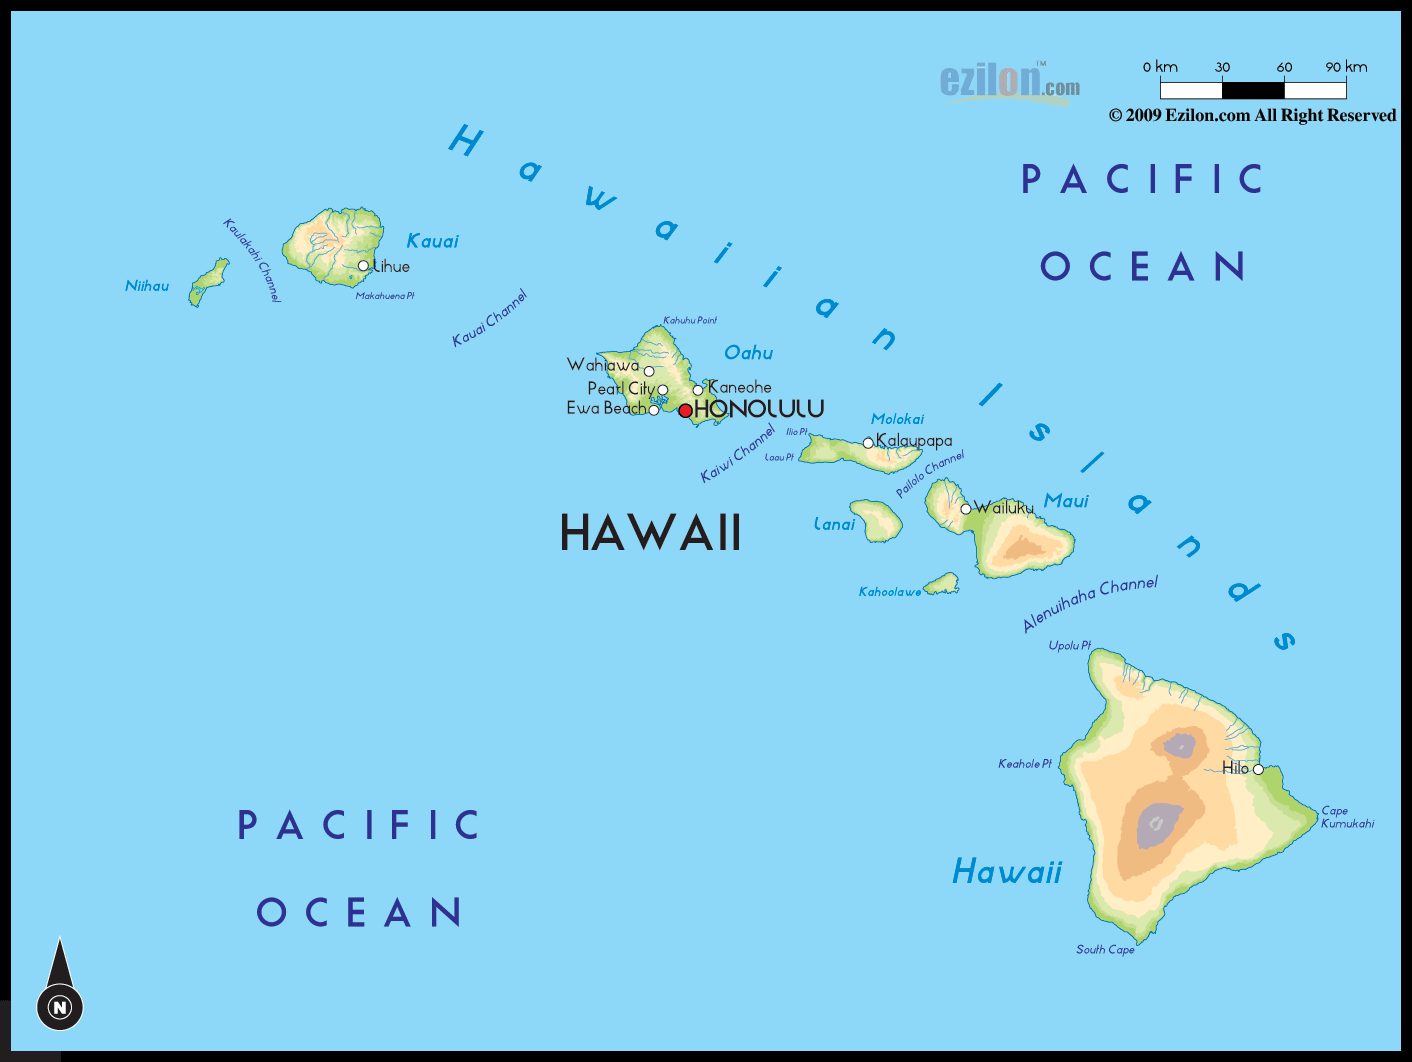 ezilon.com
TM
0 km 30 60 90 km
© 2009 Ezilon.com All Right Reserved
Hawaiian Islands
PACIFIC
OCEAN
Kauai
Kaulakahi Channel
Lihue
Niihau
Makahuena Pt
Kauai Channel
Kahuhu Point
Oahu
Wahiawa
Pearl City
Kaneohe
Ewa Beach
HONOLULU
Molokai
Ilio Pt
Kalaupapa
Laau Pt
Kaiwi Channel
Pailolo Channel
Maui
Wailuku
Lanai
HAWAII
Kahoolawe
Alenuihaha Channel
Upolu Pt
Keahole Pt
Hilo
Cape
Kumukahi
PACIFIC
OCEAN
Hawaii
South Cape
N